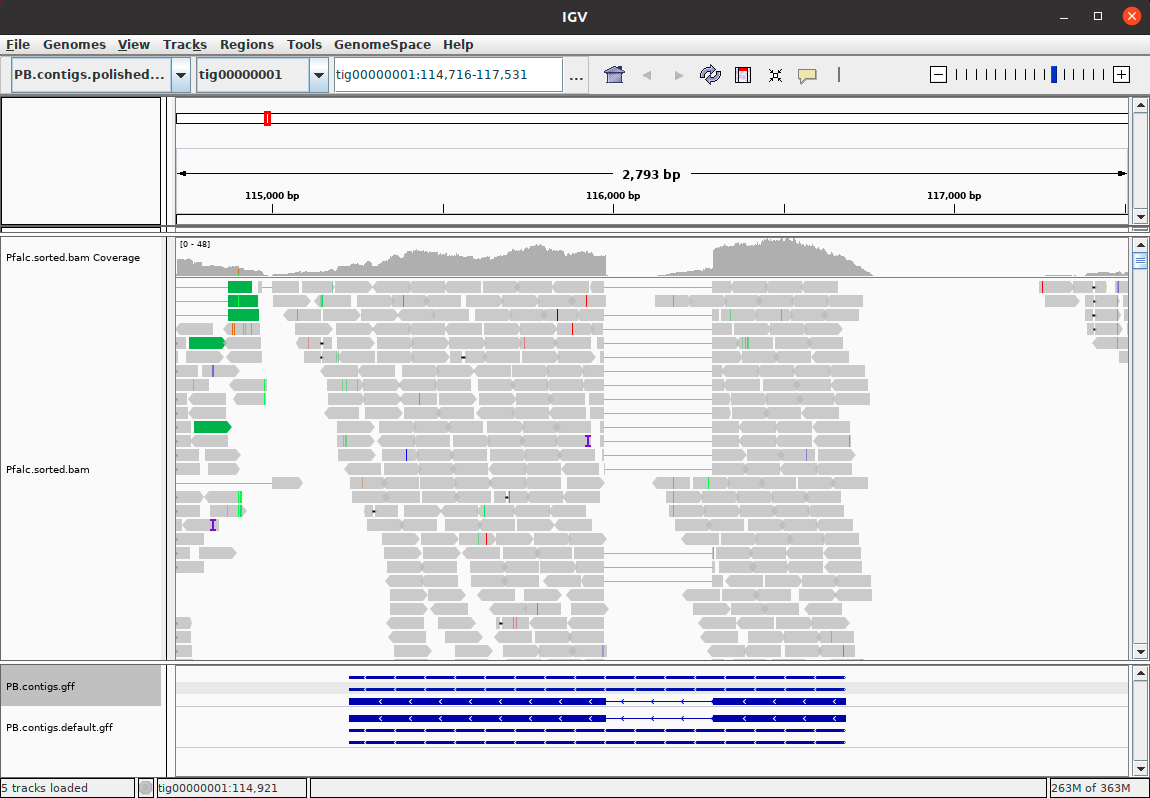 IGV
File Genomes View Tracks Regions Tools GenomeSpace Help
PB.contigs.polished... tig00000001 tig00000001:114,716-117,531 ...
2,793 bp
115,000 bp 116,000 bp 117,000 bp
[0 - 48]
Pfalc.sorted.bam Coverage
Pfalc.sorted.bam
PB.contigs.gff
PB.contigs.default.gff
5 tracks loaded tig00000001:114,921 263M of 363M